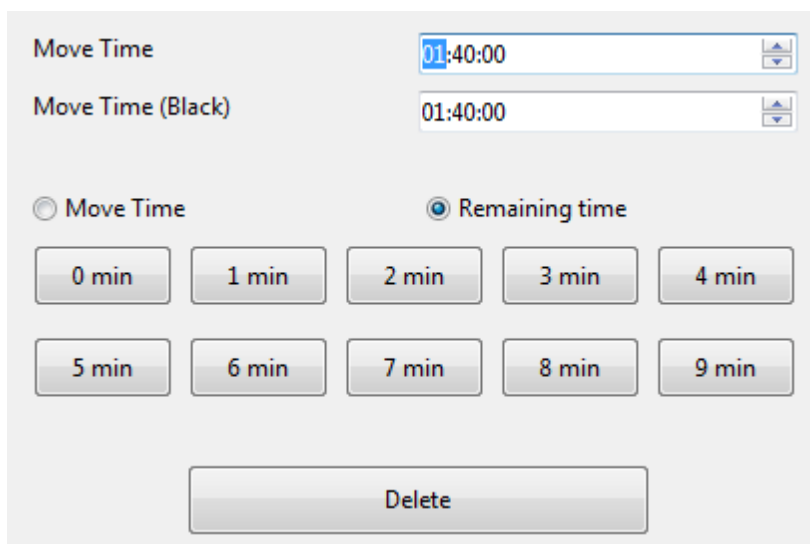 Move Time 01:40:00
Move Time (Black) 01:40:00
Move Time Remaining time
0 min 1 min 2 min 3 min 4 min
5 min 6 min 7 min 8 min 9 min
Delete